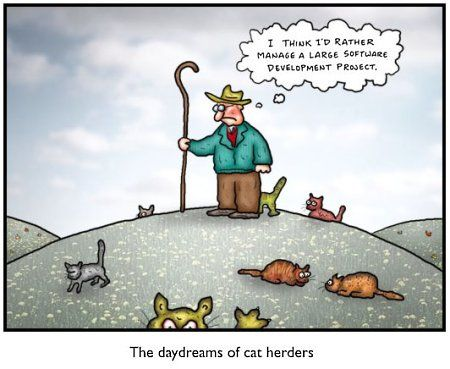 I THINK I'D RATHER
MANAGE A LARGE SOFTWARE
DEVELOPMENT PROJECT.
The daydreams of cat herders